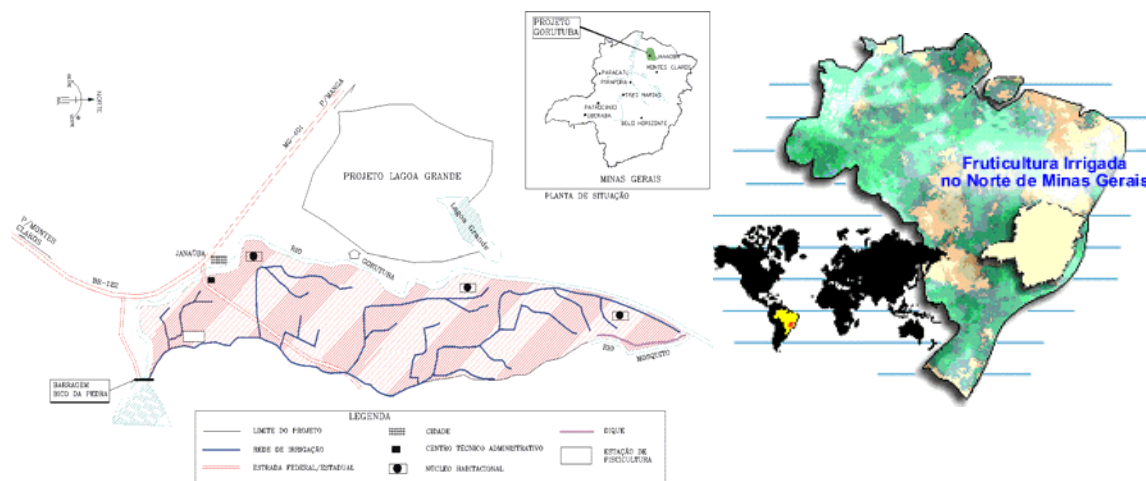 PROJETO
GORUTUBA
JANAÚBA
MONTES CLAROS
PARACATU
PIRAPORA
TRES MARIAS
PATROCINIO
UBERABA
BELO HORIZONTE
MINAS GERAIS
PLANTA DE SITUAÇÃO
NORTE
P/MANGA
MG-401
PROJETO LAGOA GRANDE
Lagoa Grande
P/MONTES
CLAROS
BR-122
JANAÚBA
RIO
GORUTUBA
RIO
MOSQUITO
BARRAGEM
BICO DA PEDRA
LEGENDA
LIMITE DO PROJETO
REDE DE IRRIGAÇÃO
ESTRADA FEDERAL/ESTADUAL
CIDADE
CENTRO TÉCNICO ADMINISTRATIVO
NÚCLEO HABITACIONAL
DIQUE
ESTAÇÃO DE
PISCICULTURA
Fruticultura Irrigada
no Norte de Minas Gerais